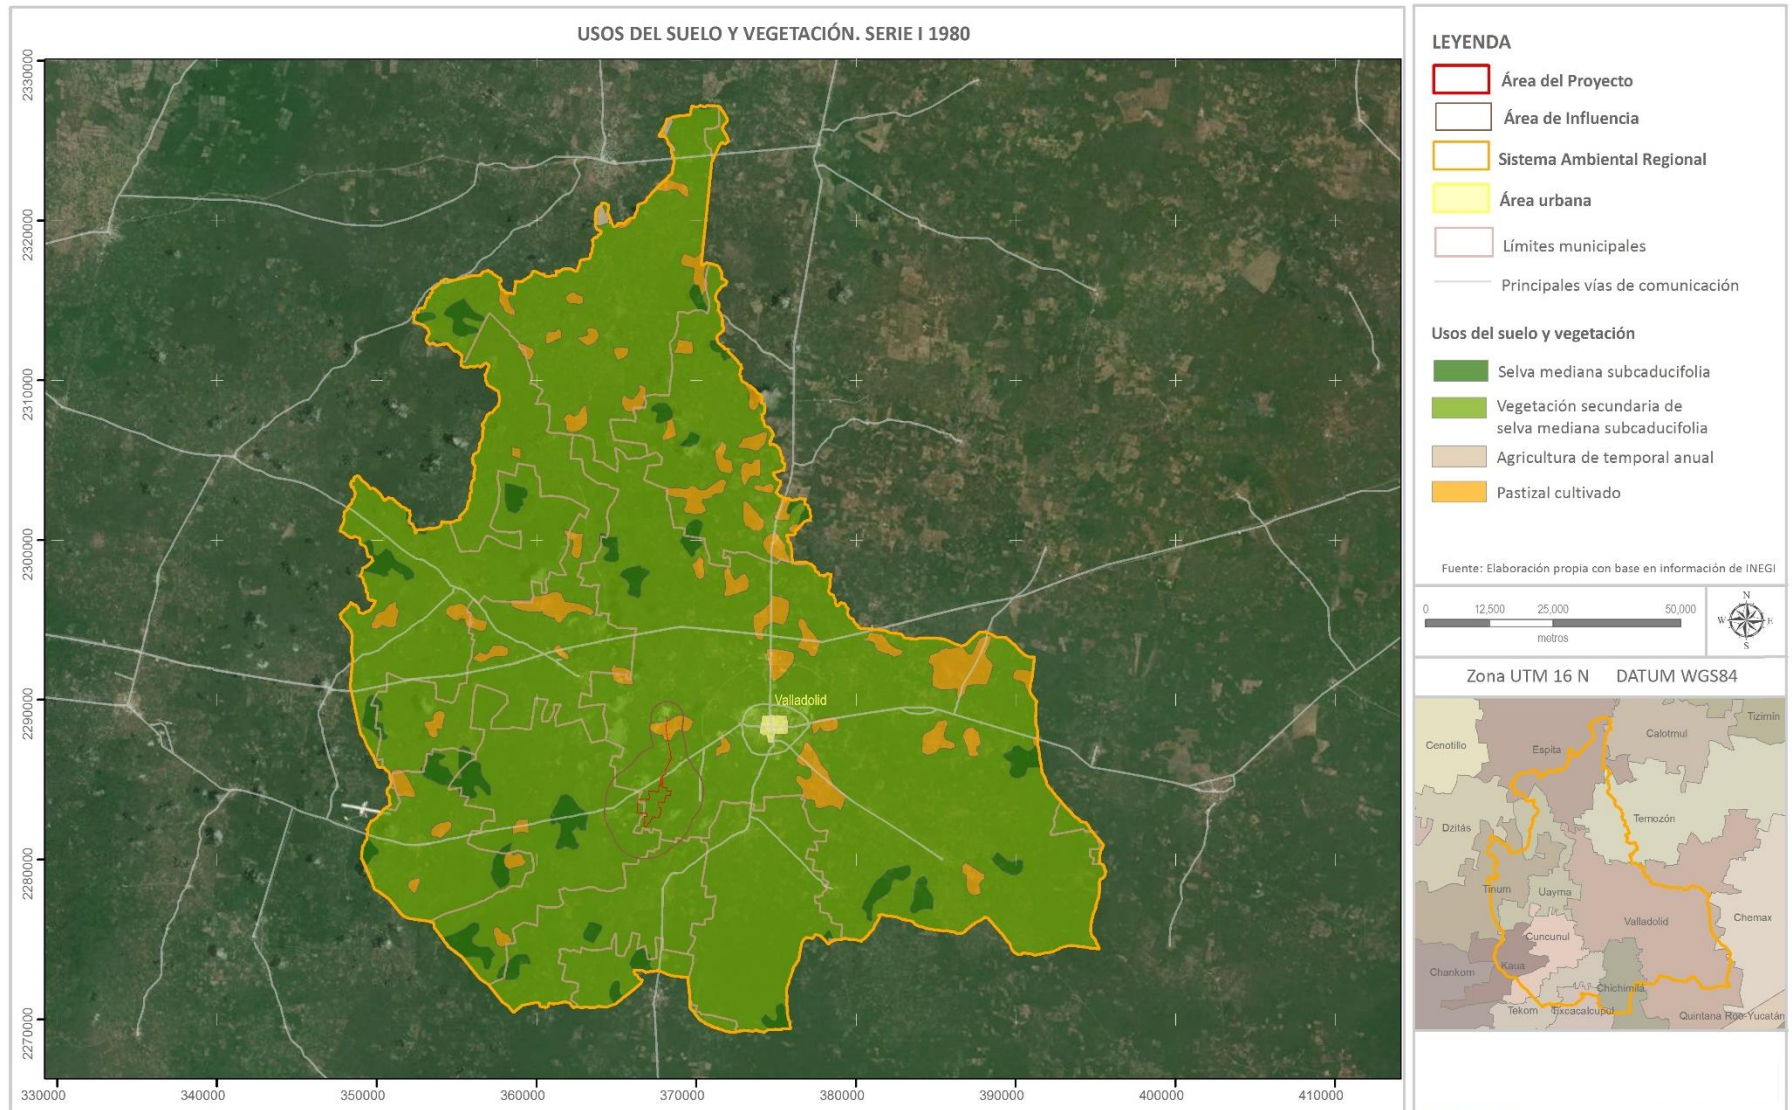 USOS DEL SUELO Y VEGETACIÓN. SERIE I 1980
2330000
2320000
2310000
2300000
2290000
2280000
2270000
330000
340000
350000
360000
370000
380000
390000
400000
410000
Valladolid
LEYENDA
Área del Proyecto
Área de Influencia
Sistema Ambiental Regional
Área urbana
Límites municipales
Principales vías de comunicación
Usos del suelo y vegetación
Selva mediana subcaducifolia
Vegetación secundaria de
selva mediana subcaducifolia
Agricultura de temporal anual
Pastizal cultivado
Fuente: Elaboración propia con base en información de INEGI
0 12,500 25,000 50,000
metros
N
W E
S
Zona UTM 16 N DATUM WGS84
Tizimín
Cenotillo
Espita
Calotmul
Dzitás
Temozón
Tinum
Uayma
Valladolid
Chemax
Cuncunul
Chankom
Kaua
Chichimilá
Tekom
Quintana Roo-Yucatán